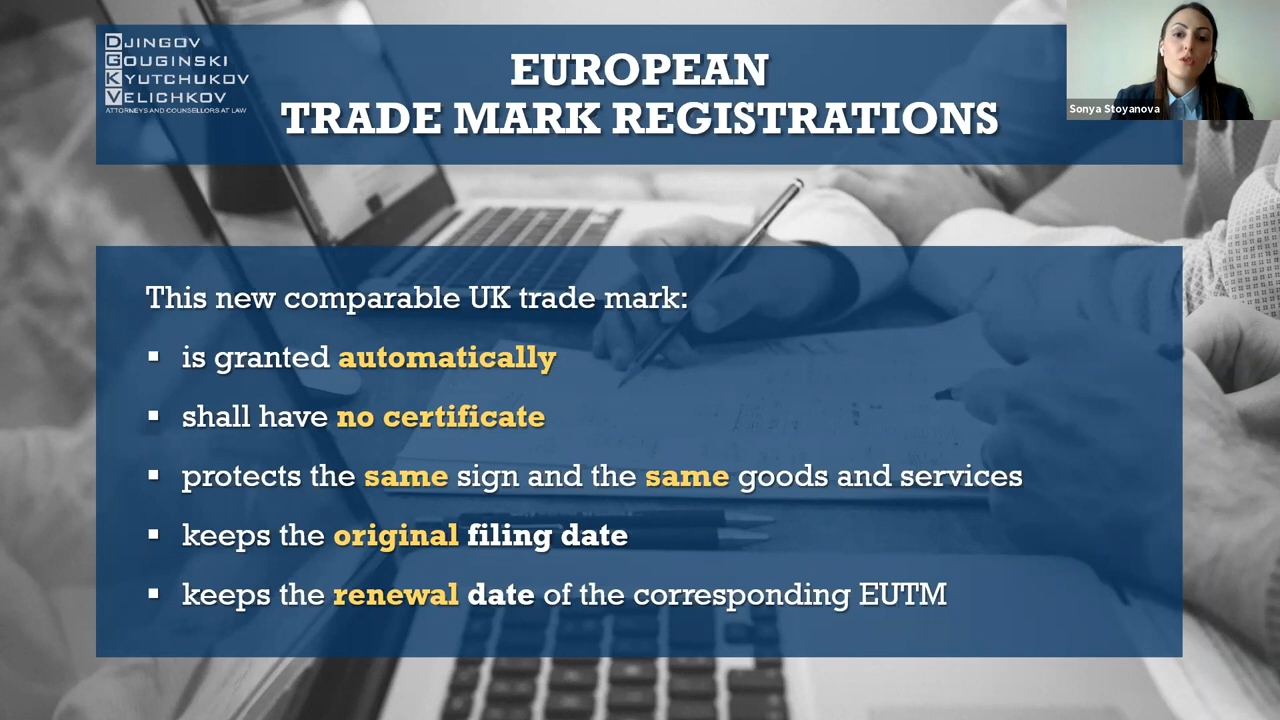 DJINGOV
GOUGINSKI
KYUTCHUKOV
VELICHKOV
ATTORNEYS AND COUNSELLORS AT LAW
EUROPEAN
TRADE MARK REGISTRATIONS
Sonya Stoyanova
This new comparable UK trade mark:
▪ is granted automatically
▪ shall have no certificate
▪ protects the same sign and the same goods and services
▪ keeps the original filing date
▪ keeps the renewal date of the corresponding EUTM